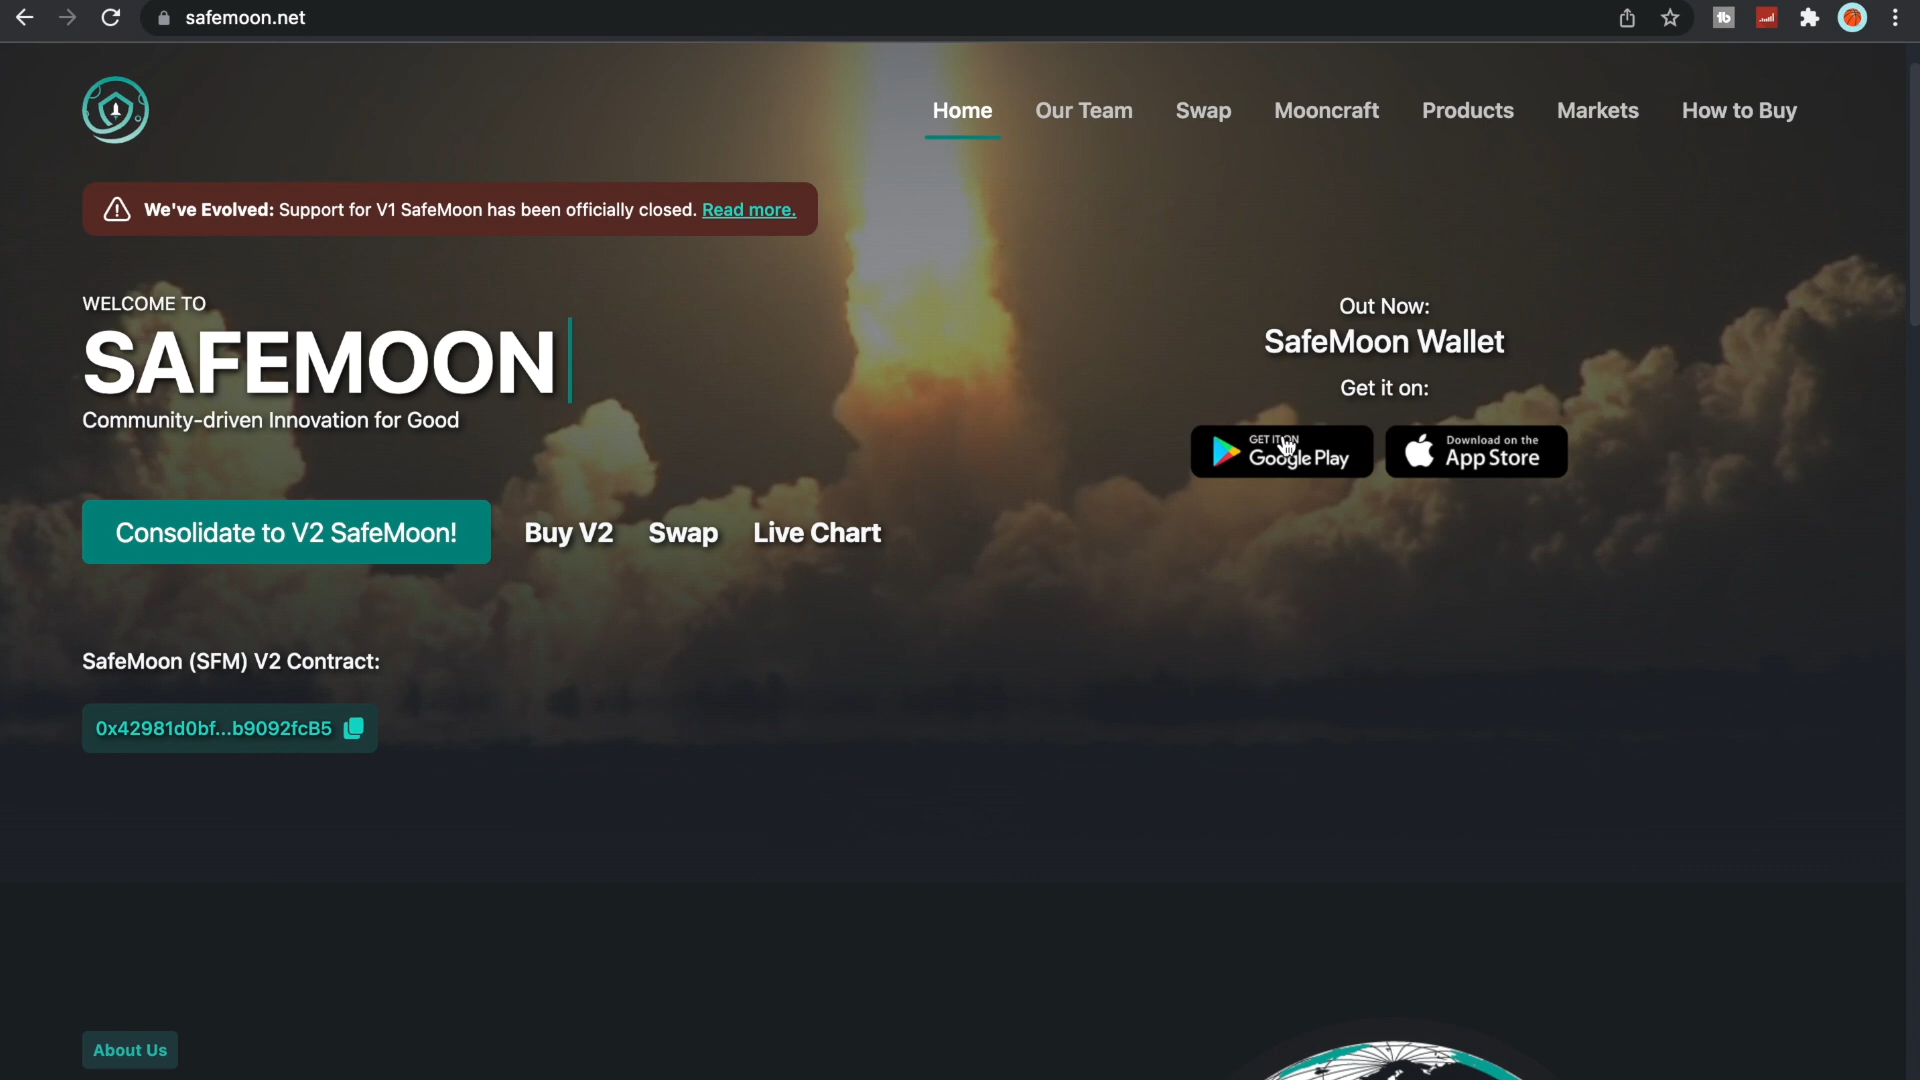 safemoon.net
Home Our Team Swap Mooncraft Products Markets How to Buy
We've Evolved: Support for V1 SafeMoon has been officially closed. Read more.
WELCOME TO
SAFEMOON
Community-driven Innovation for Good
Out Now:
SafeMoon Wallet
Get it on:
GET IT ON
Google Play
Download on the
App Store
Consolidate to V2 SafeMoon! Buy V2 Swap Live Chart
SafeMoon (SFM) V2 Contract:
0x42981d0bf...b9092fcB5
About Us